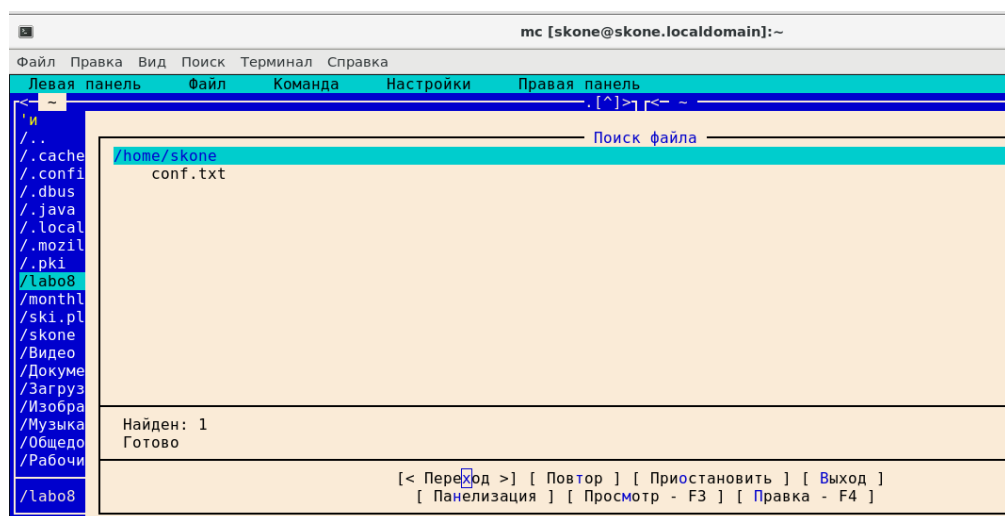 mc [skone@skone.localdomain]:~
Файл Правка Вид Поиск Терминал Справка
Левая панель Файл Команда Настройки Правая панель
<- ~ .[^]> <- ~
'и
/..
Поиск файла
/.cache
/home/skone
/.confi
conf.txt
/.dbus
/.java
/.local
/.mozil
/.pki
/labo8
/monthl
/ski.pl
/skone
/Видео
/Докуме
/Загруз
/Изобра
/Музыка
Найден: 1
/Общедо
Готово
/Рабочи
[< Переход >] [ Повтор ] [ Приостановить ] [ Выход ]
/labo8
[ Панелизация ] [ Просмотр - F3 ] [ Правка - F4 ]